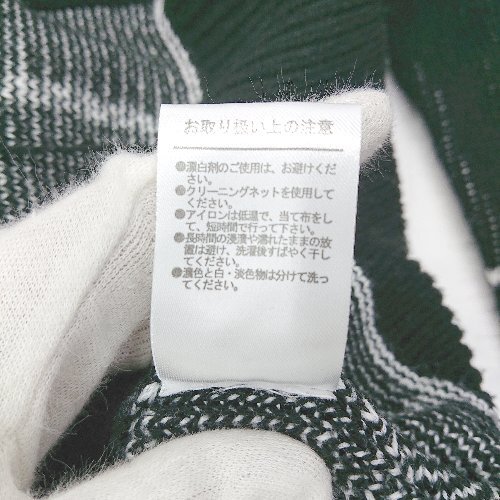 お取り扱い上の注意
●漂白剤のご使用は、お避けくだ
さい。
●クリーニングネットを使用して
ください。
●アイロンは低温で、当て布をし
て、短時間で行って下さい。
●長時間の浸漬や濡れたままの放
置は避け、洗濯後すばやく干し
てください。
●濃色と白・淡色物は分けて洗っ
てください。